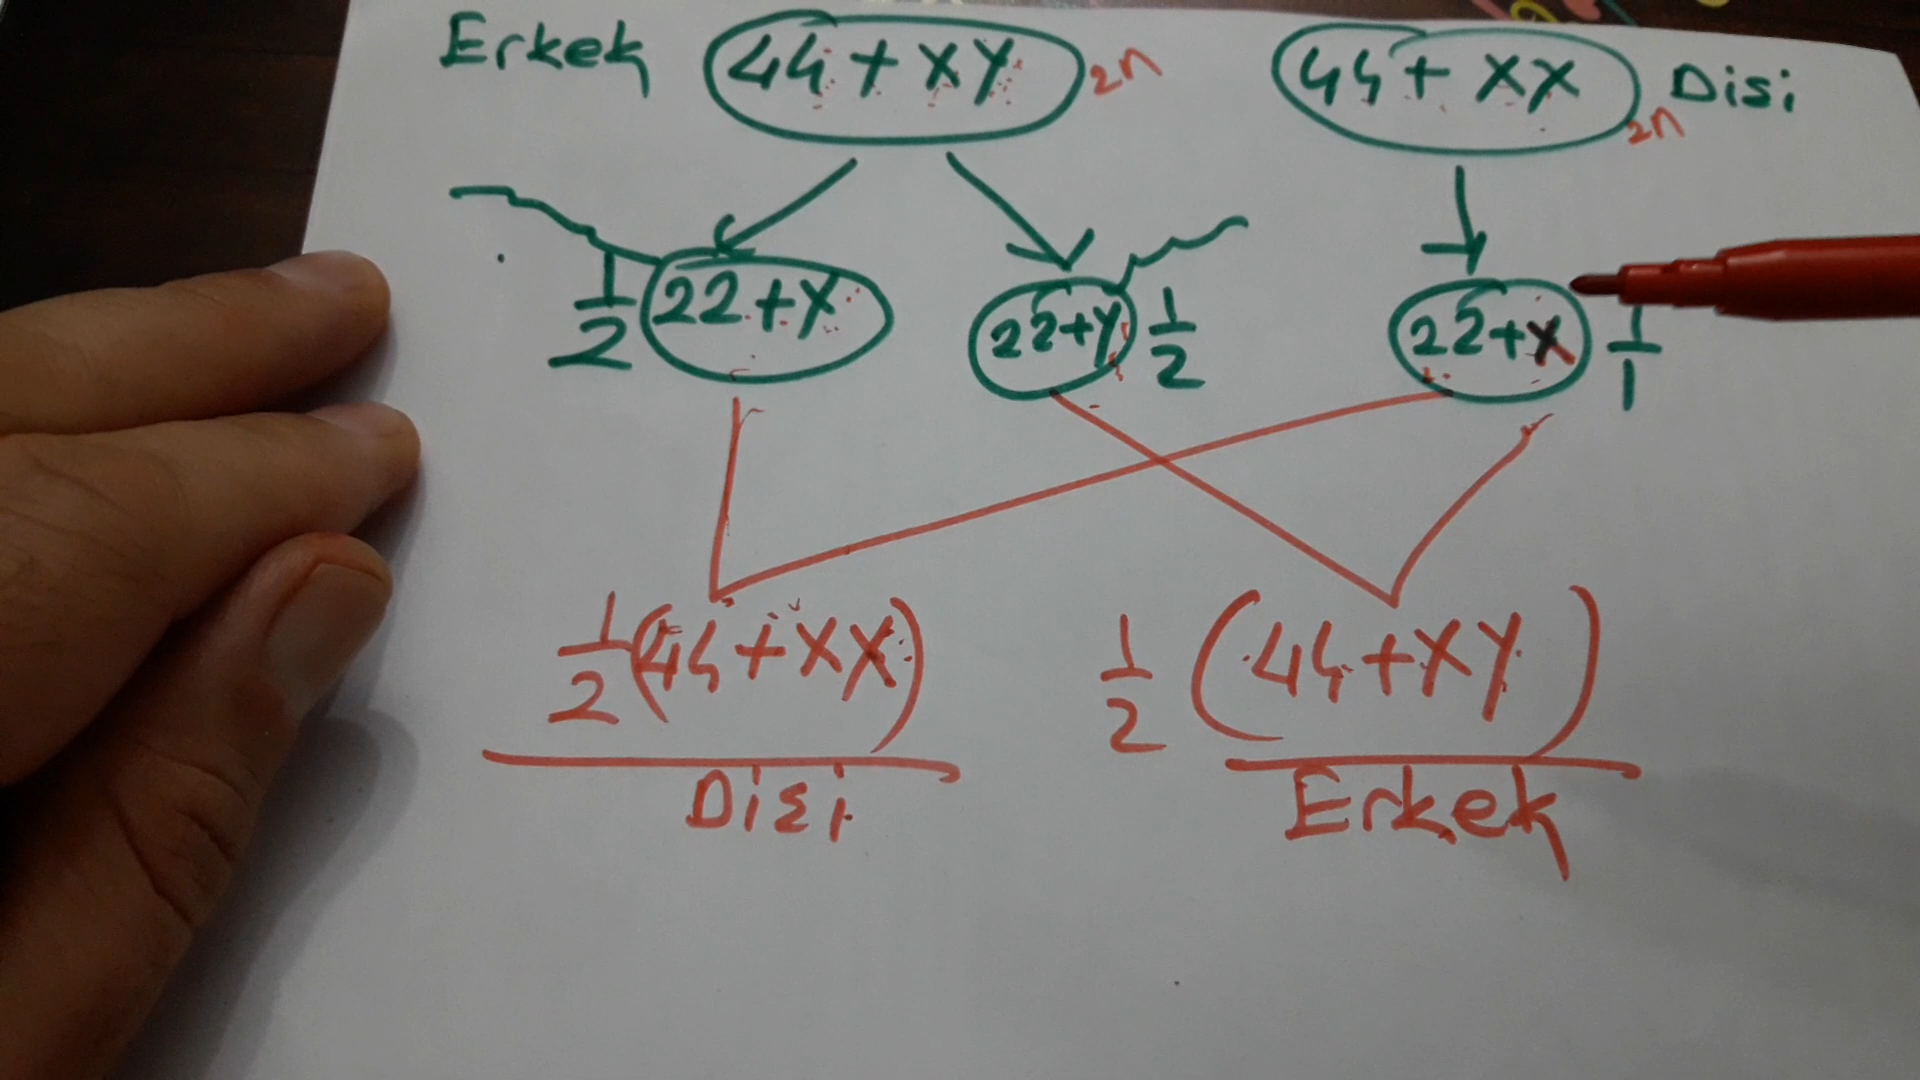 Erkek 44+XY 2n 44+XX 2n Disi
1/2 22+X 22+y 1/2 22+X 1/1
1/2 (44+XX) 1/2 (44+XY)
Dişi Erkek